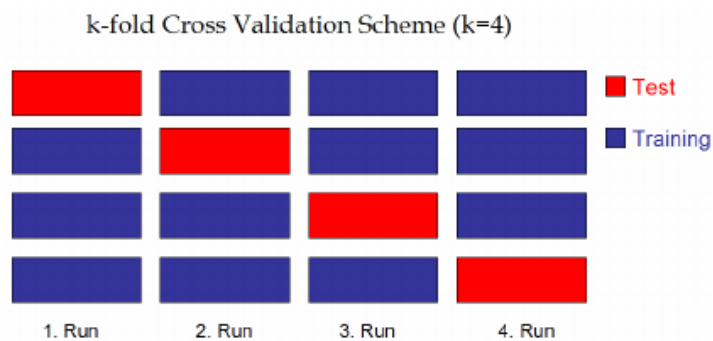 k-fold Cross Validation Scheme (k=4)
Test
Training
1. Run
2. Run
3. Run
4. Run